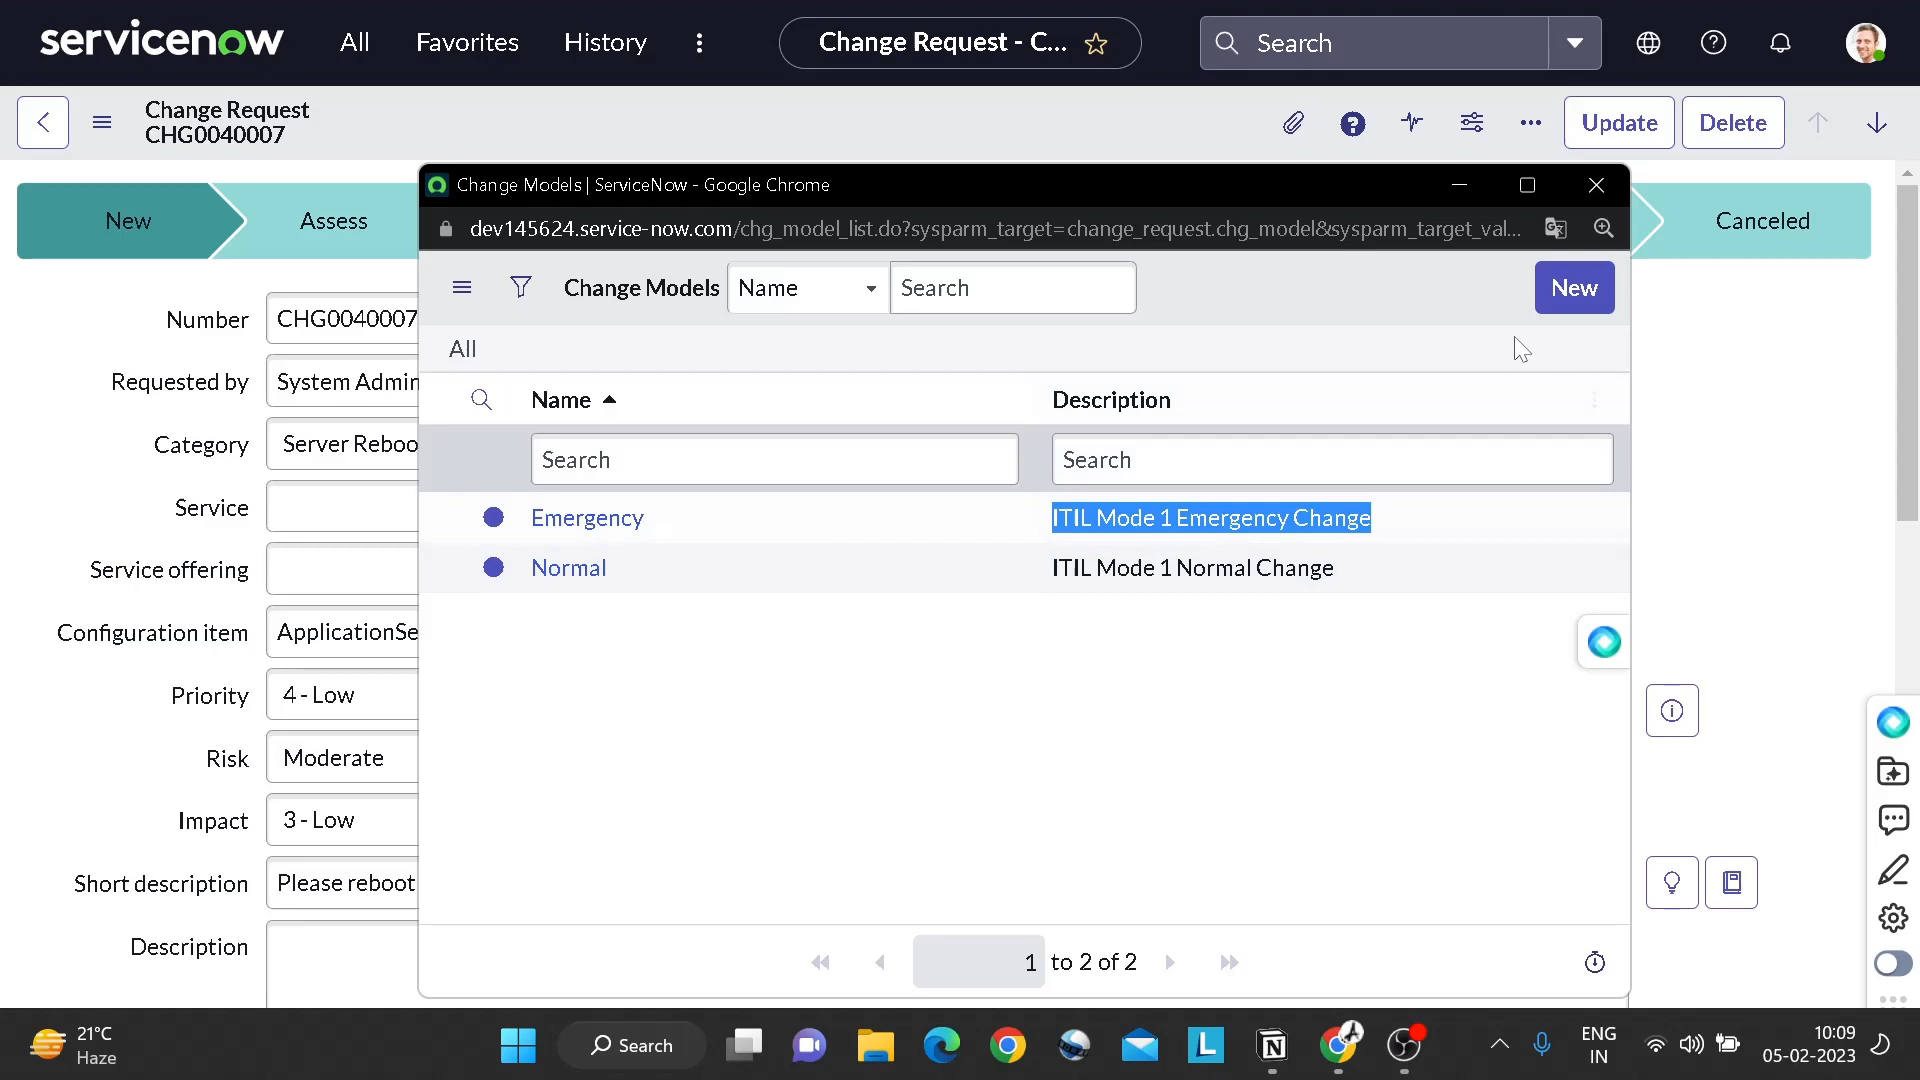 servicenow
All
Favorites
History
Change Request - C...
Search
Change Request
CHG0040007
Update
Delete
New
Assess
Canceled
Change Models | ServiceNow - Google Chrome
dev145624.service-now.com/chg_model_list.do?sysparm_target=change_request.chg_model&sysparm_target_val...
Change Models
Name
Search
New
All
Name
Description
Search
Search
Emergency
ITIL Mode 1 Emergency Change
Normal
ITIL Mode 1 Normal Change
1 to 2 of 2
Number
CHG0040007
Requested by
System Admin
Category
Server Reboo
Service
Service offering
Configuration item
ApplicationSe
Priority
4 - Low
Risk
Moderate
Impact
3 - Low
Short description
Please reboot
Description
21°C
Haze
Search
L
N
A
ENG
IN
10:09
05-02-2023